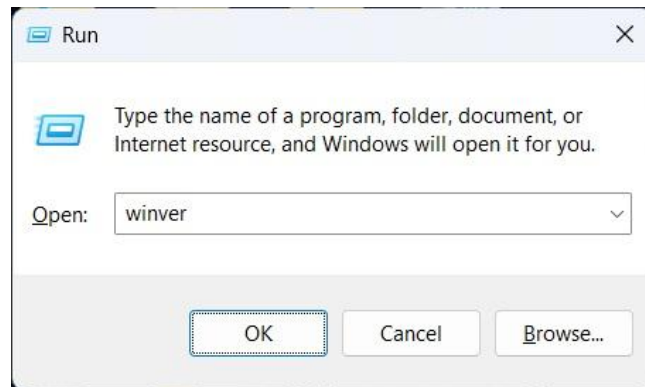 Run
Type the name of a program, folder, document, or
Internet resource, and Windows will open it for you.
Open: winver
OK Cancel Browse...